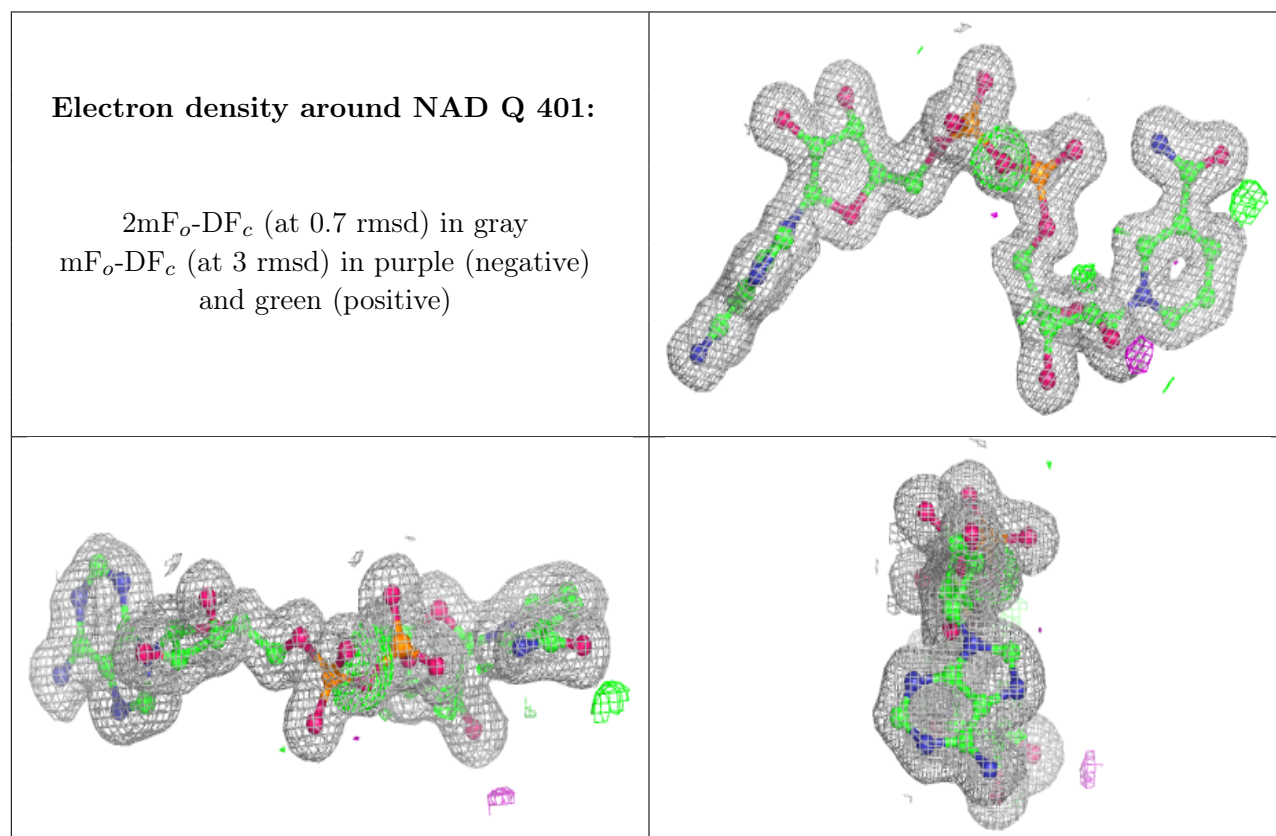 Electron density around NAD Q 401:
2mFo-DFc (at 0.7 rmsd) in gray
mFo-DFc (at 3 rmsd) in purple (negative)
and green (positive)